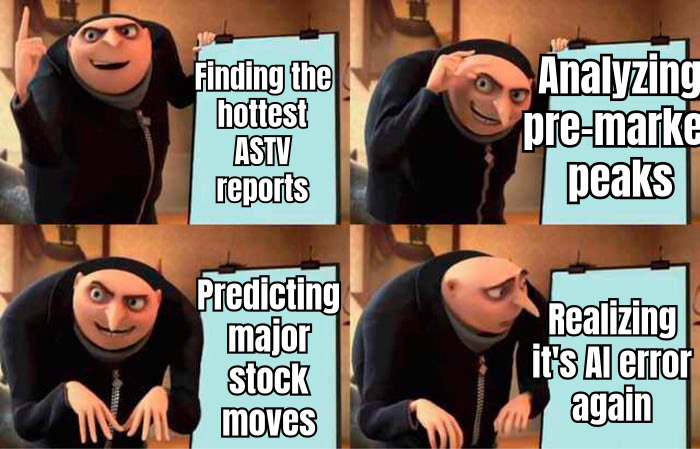 Finding the
hottest
ASTV
reports
Analyzing
pre-marke
peaks
Predicting
major
stock
moves
Realizing
it's AI error
again